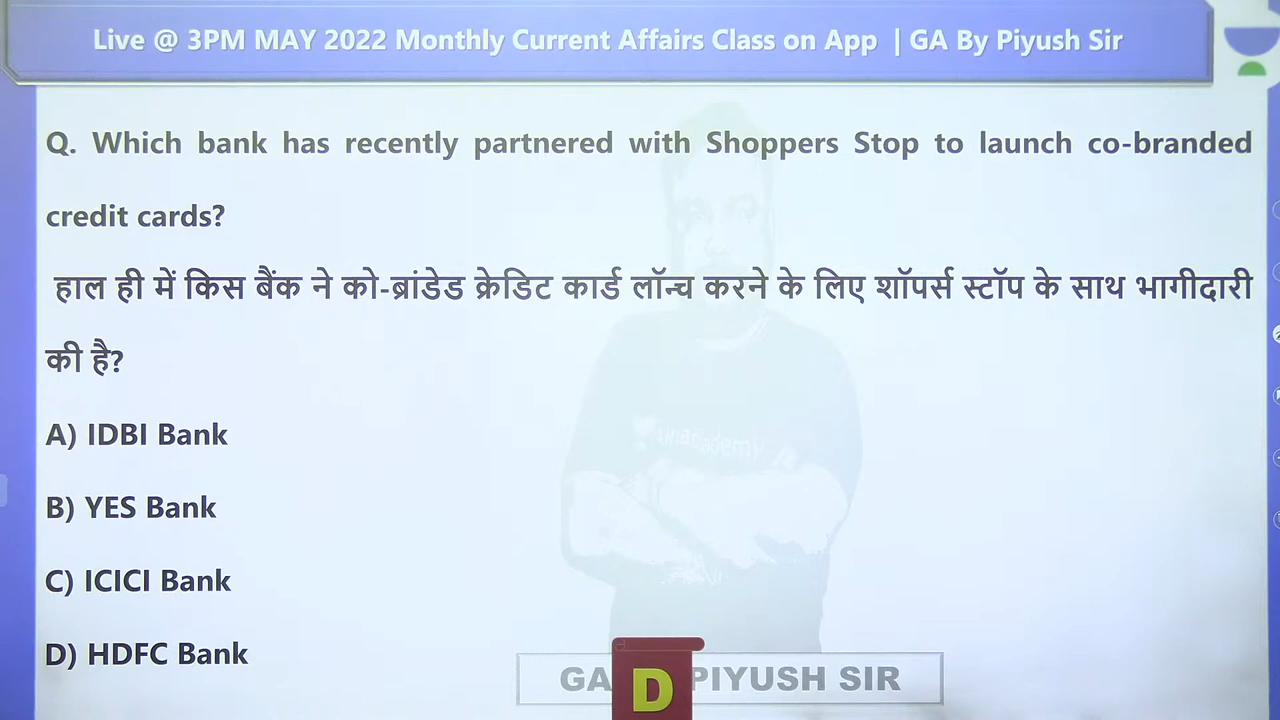 Live @ 3PM MAY 2022 Monthly Current Affairs Class on App | GA By Piyush Sir
Q. Which bank has recently partnered with Shoppers Stop to launch co-branded
credit cards?
हाल ही में किस बैंक ने को-ब्रांडेड क्रेडिट कार्ड लॉन्च करने के लिए शॉपर्स स्टॉप के साथ भागीदारी
की है?
unacademy
A) IDBI Bank
B) YES Bank
C) ICICI Bank
D) HDFC Bank
GA PIYUSH SIR
D